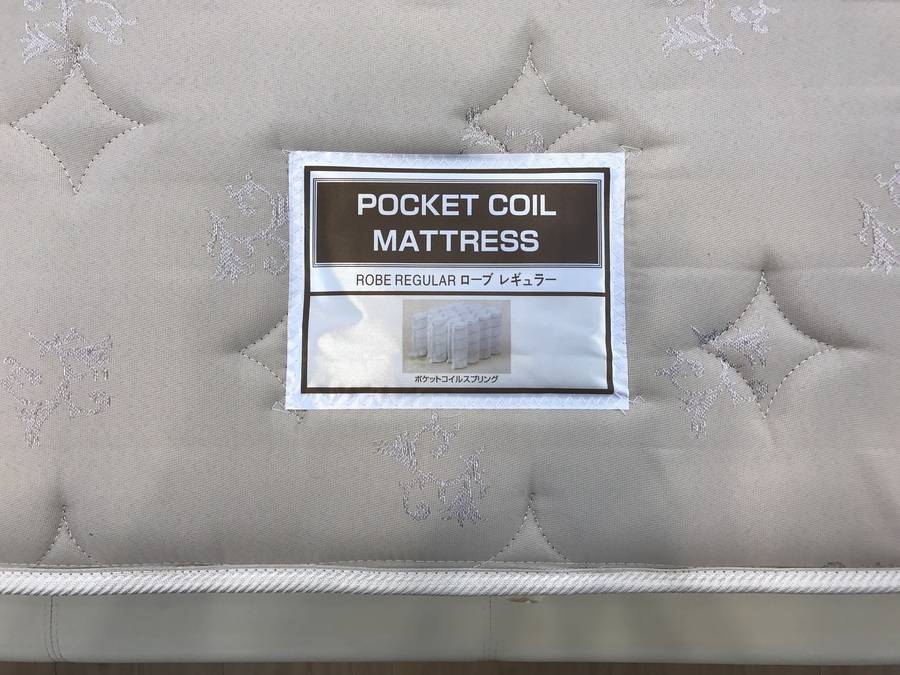 POCKET COIL
MATTRESS
ROBE REGULAR ローブ レギュラー
ポケットコイルスプリング